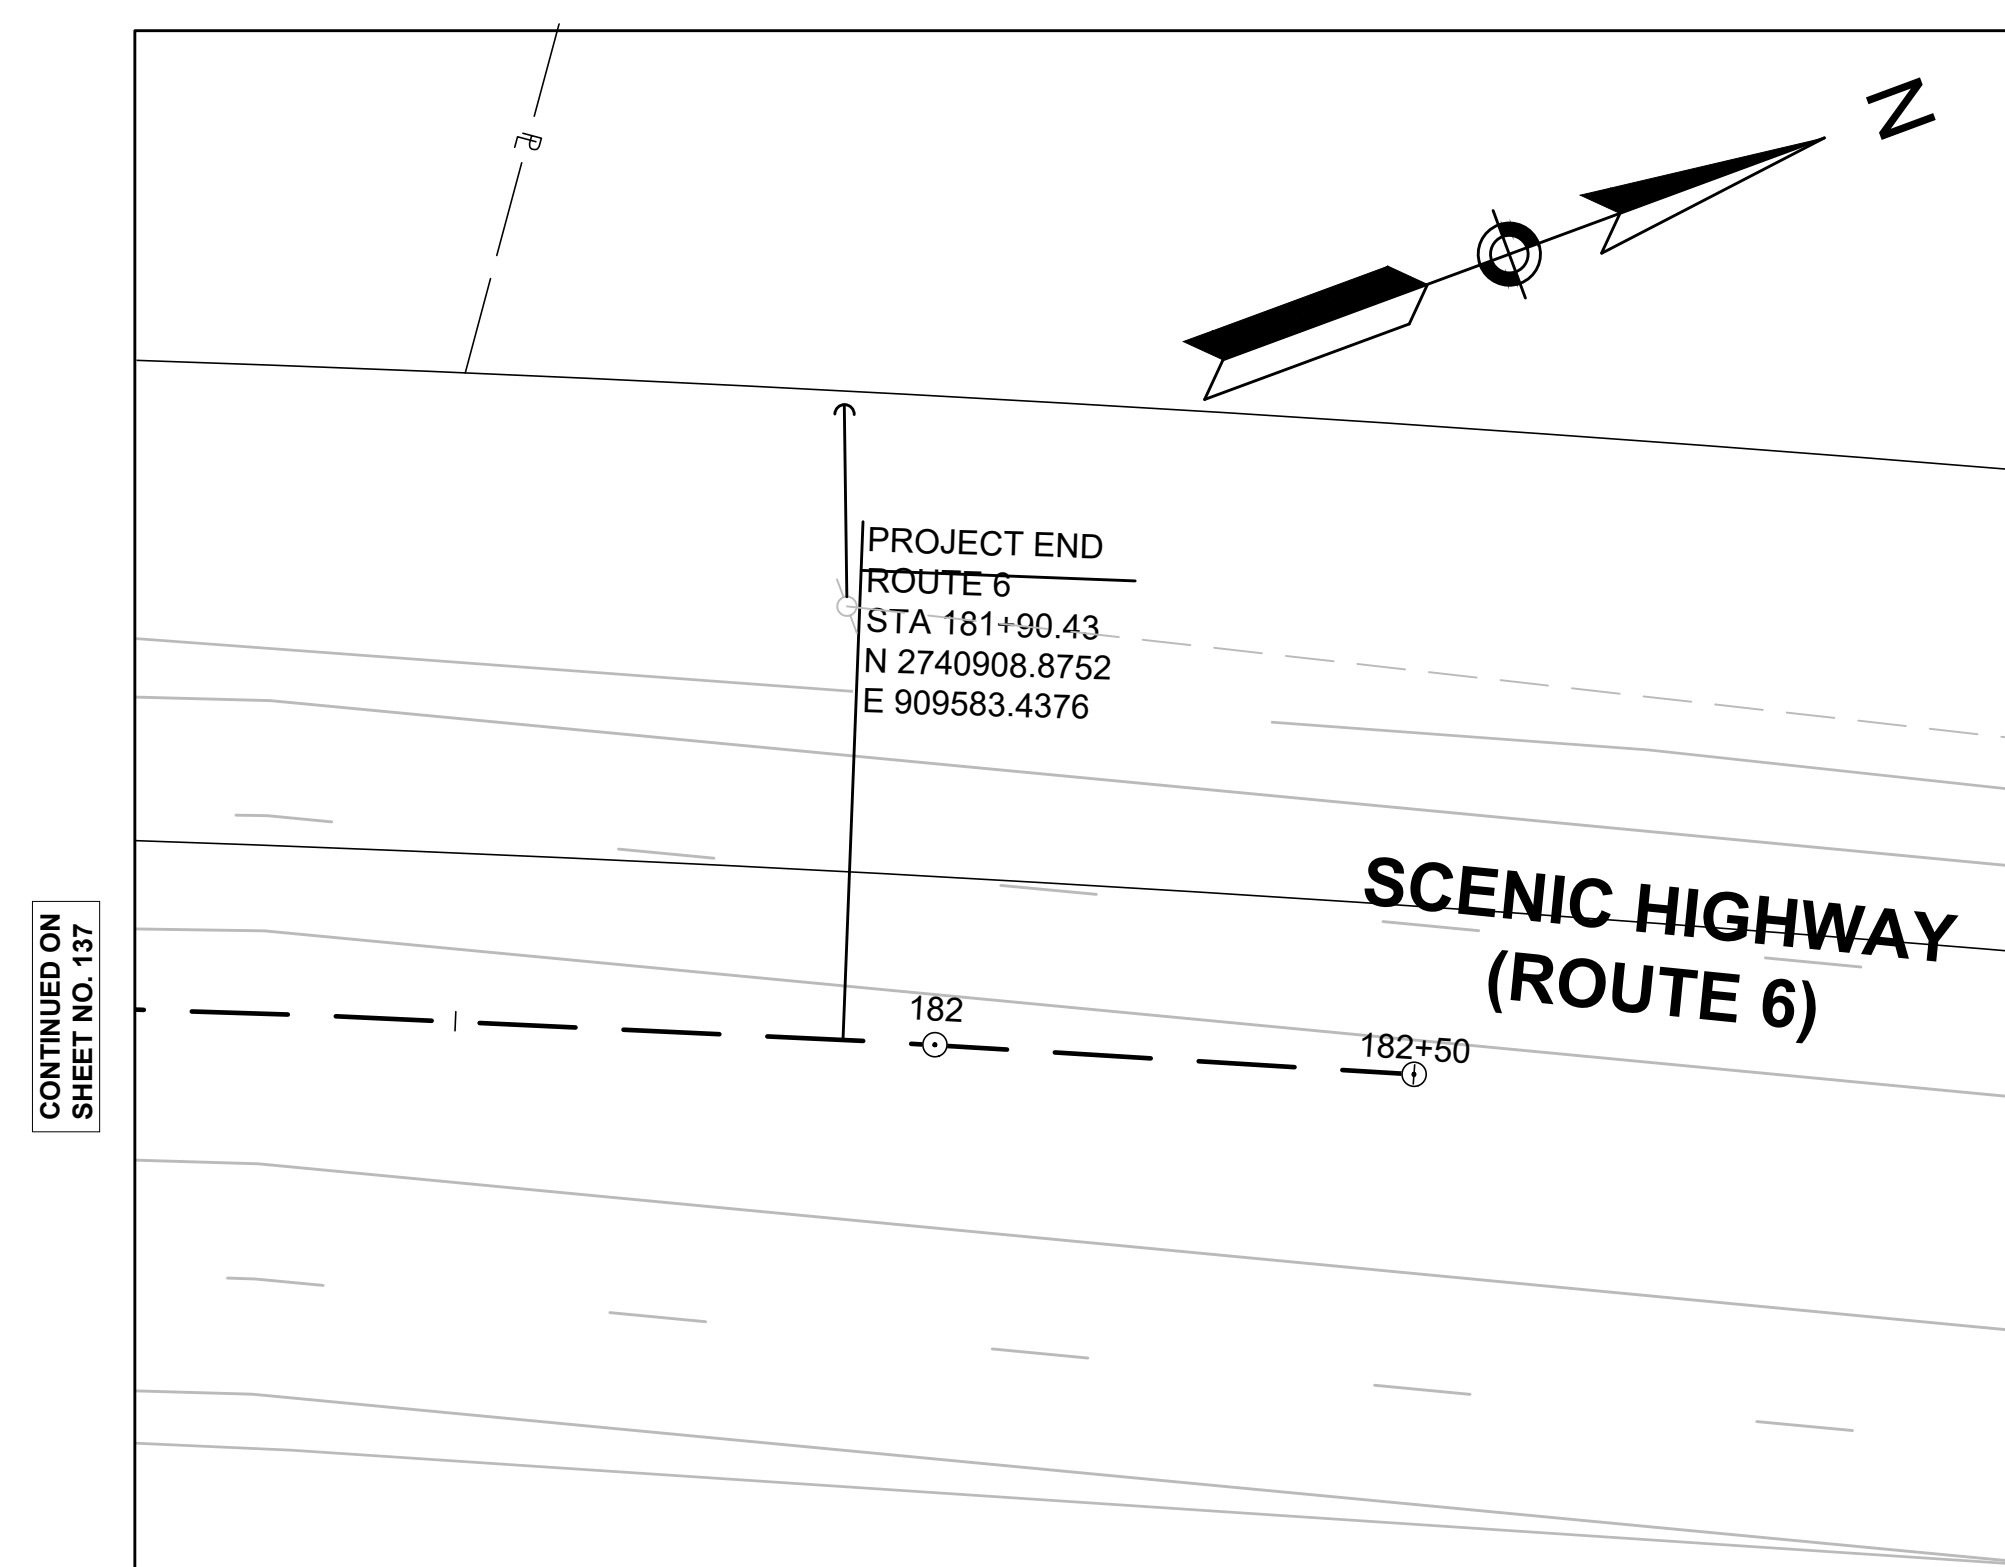 N
PL
PROJECT END
ROUTE 6
STA 181+90.43
N 2740908.8752
E 909583.4376
SCENIC HIGHWAY
(ROUTE 6)
182
182+50
CONTINUED ON
SHEET NO. 137